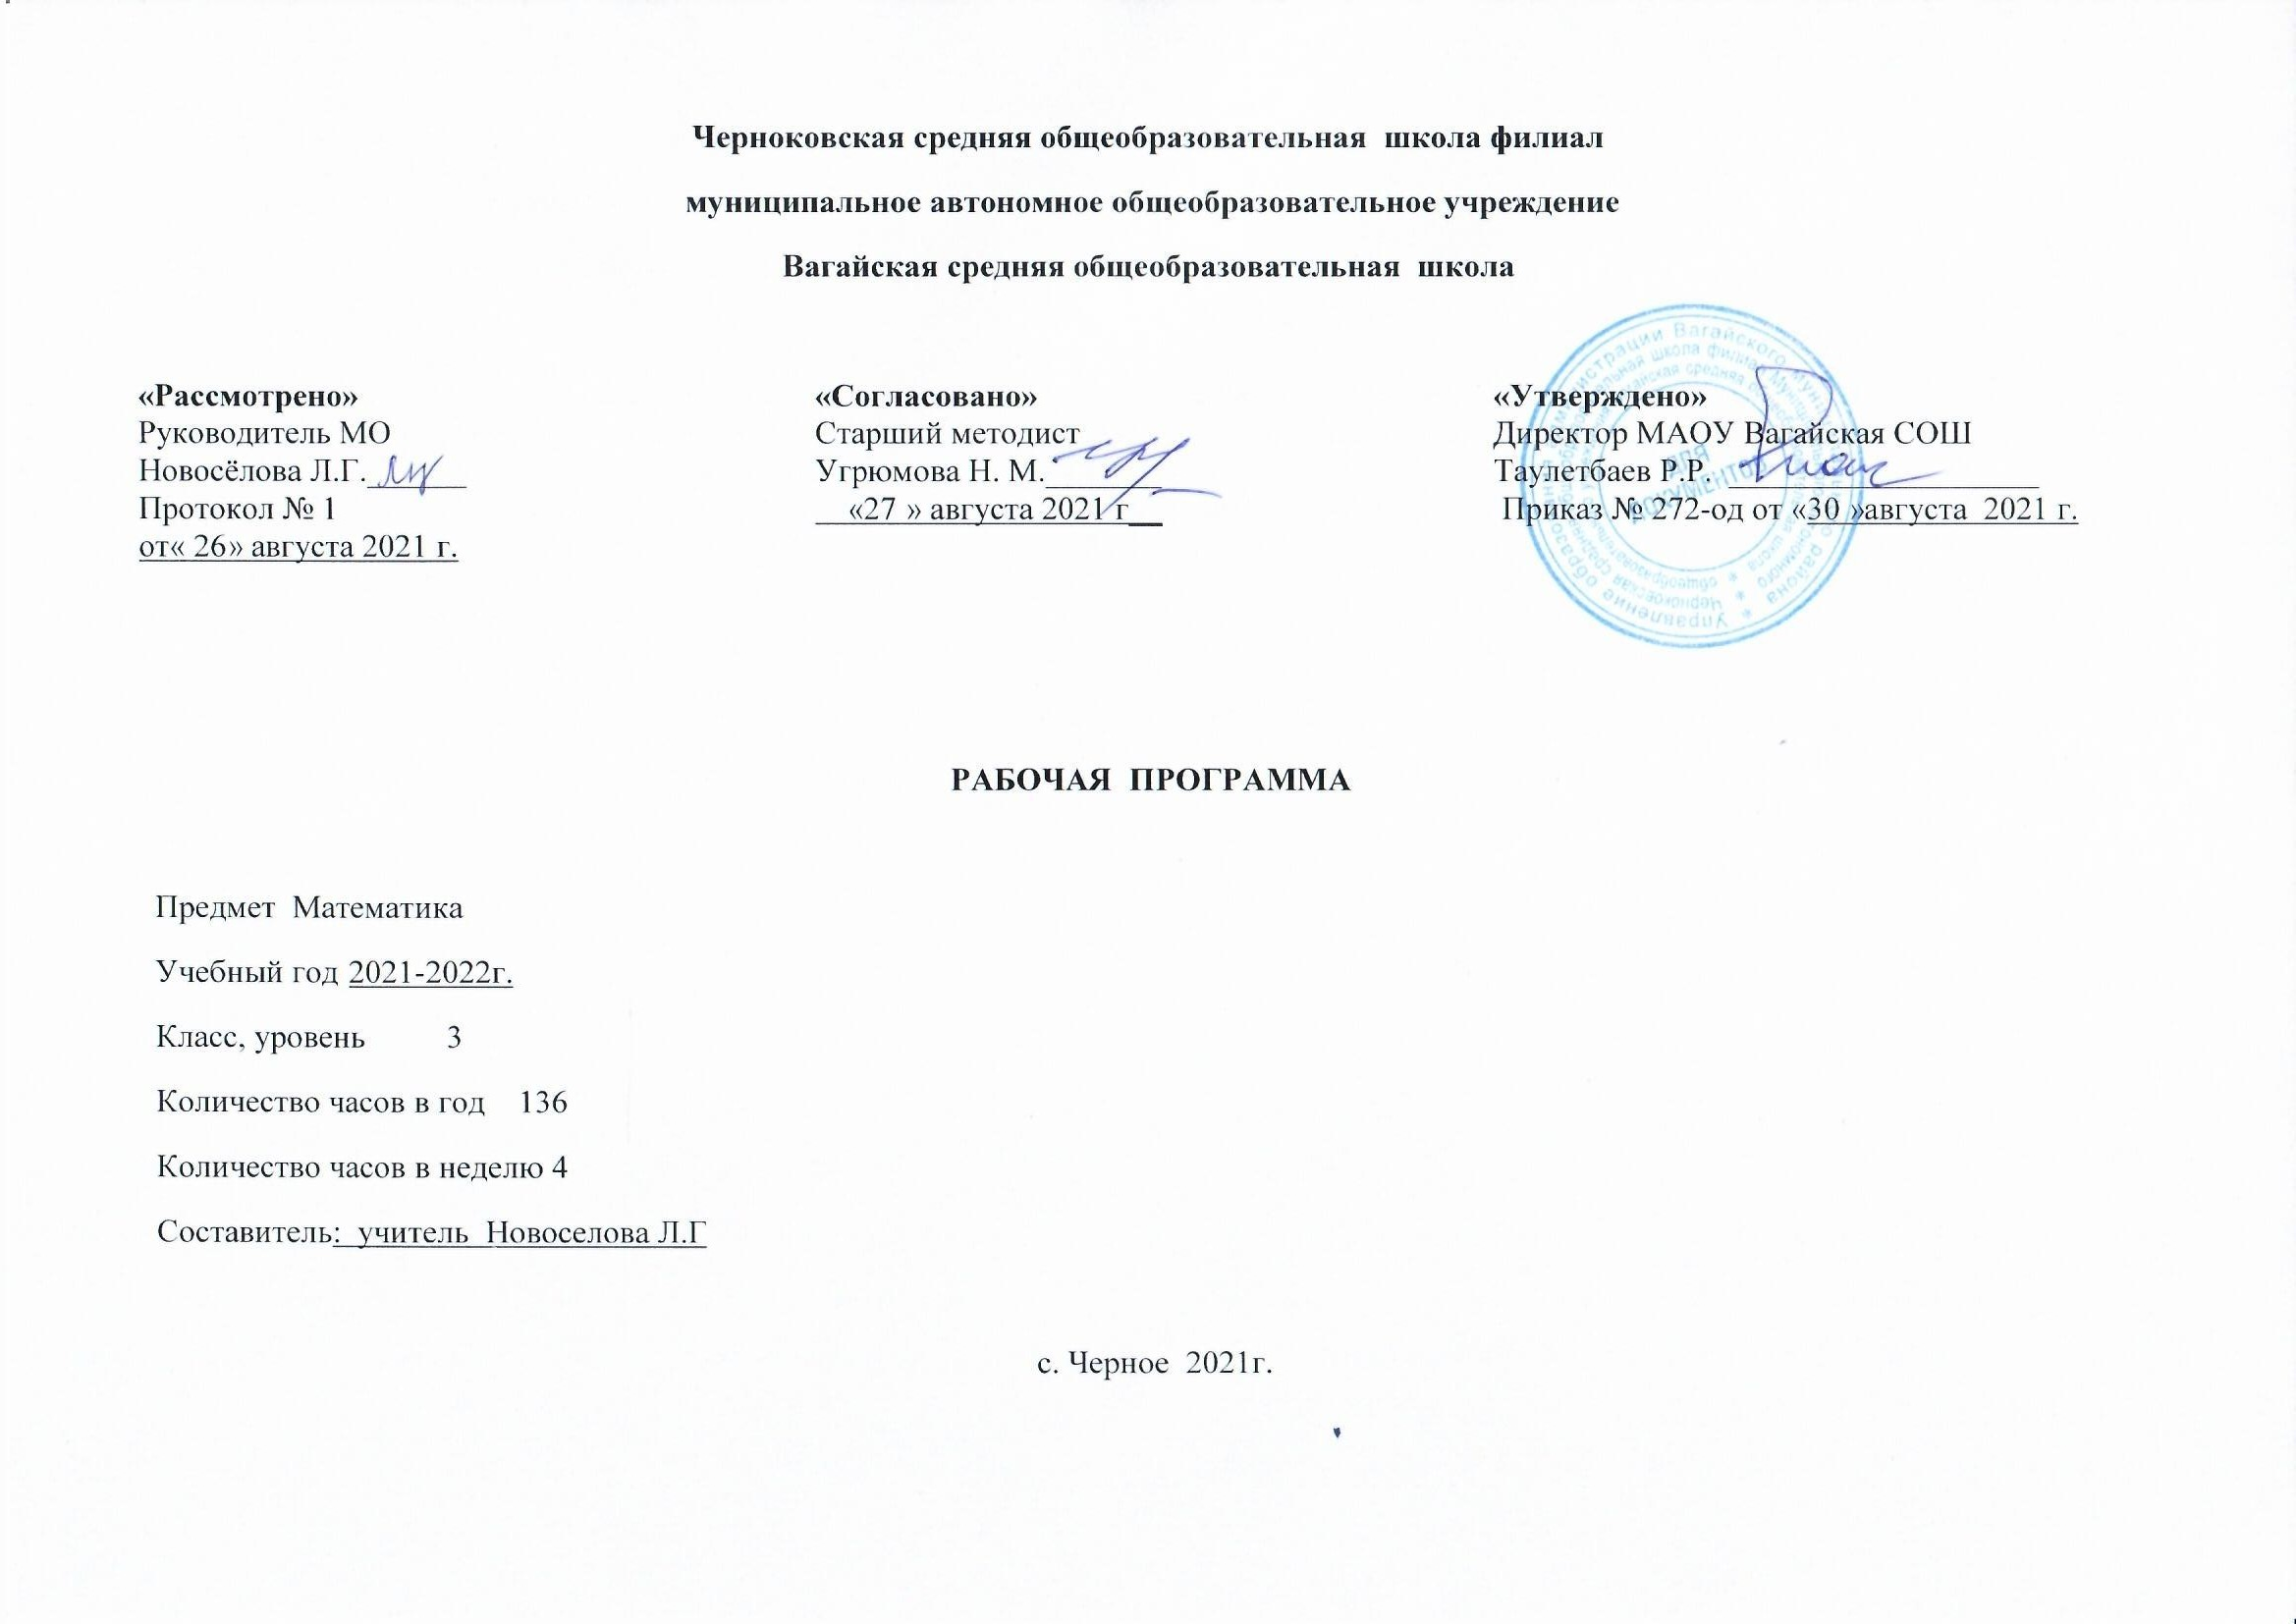 Черноковская средняя общеобразовательная школа филиал
муниципальное автономное общеобразовательное учреждение
Вагайская средняя общеобразовательная школа
«Рассмотрено»
Руководитель МО
Новосёлова Л.Г.
Протокол № 1
от« 26» августа 2021 г.
«Согласовано»
Старший методист
Угрюмова Н. М.
«27 » августа 2021 г
«Утверждено»
Директор МАОУ Вагайская СОШ
Таулетбаев Р.Р.
Приказ № 272-од от «30 »августа 2021 г.
ДЛЯ
ДОКУМЕНТОВ
РАБОЧАЯ ПРОГРАММА
Предмет Математика
Учебный год 2021-2022г.
Класс, уровень 3
Количество часов в год 136
Количество часов в неделю 4
Составитель: учитель Новоселова Л.Г
с. Черное 2021г.